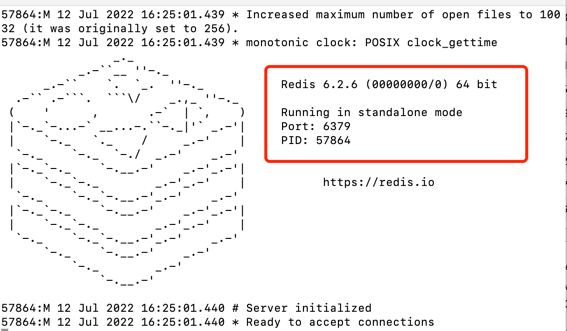 57864:M 12 Jul 2022 16:25:01.439 * Increased maximum number of open files to 100
32 (it was originally set to 256).
57864:M 12 Jul 2022 16:25:01.439 * monotonic clock: POSIX clock_gettime
Redis 6.2.6 (00000000/0) 64 bit
Running in standalone mode
Port: 6379
PID: 57864
https://redis.io
57864:M 12 Jul 2022 16:25:01.440 # Server initialized
57864:M 12 Jul 2022 16:25:01.440 * Ready to accept connections